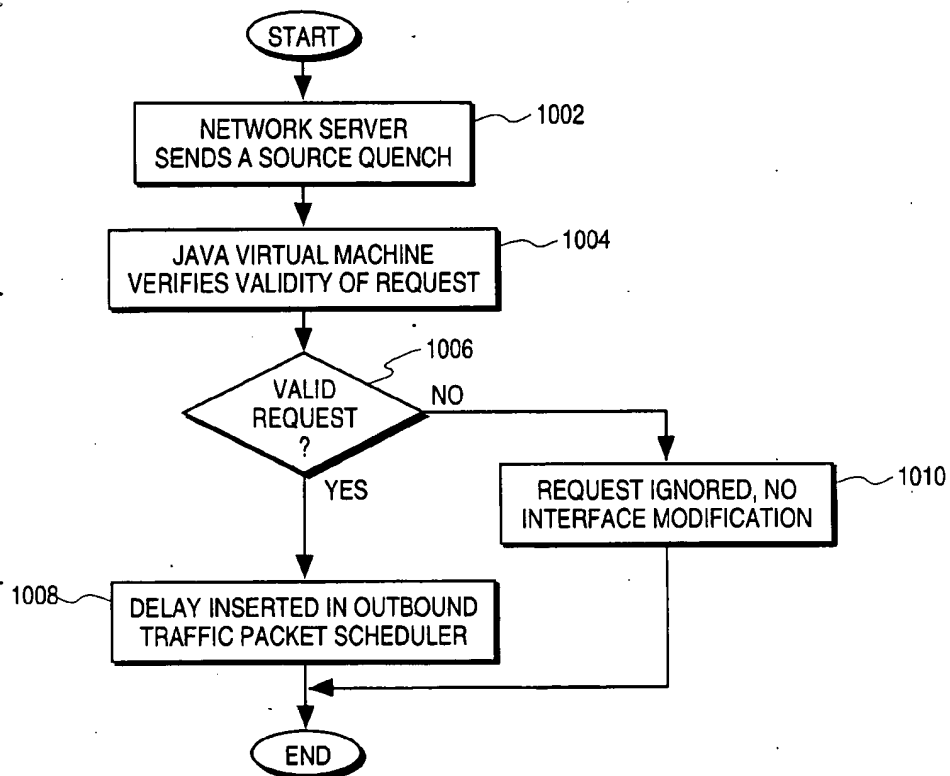 START
NETWORK SERVER
SENDS A SOURCE QUENCH
1002
JAVA VIRTUAL MACHINE
VERIFIES VALIDITY OF REQUEST
1004
VALID
REQUEST
?
1006
NO
YES
REQUEST IGNORED, NO
INTERFACE MODIFICATION
1010
1008
DELAY INSERTED IN OUTBOUND
TRAFFIC PACKET SCHEDULER
END